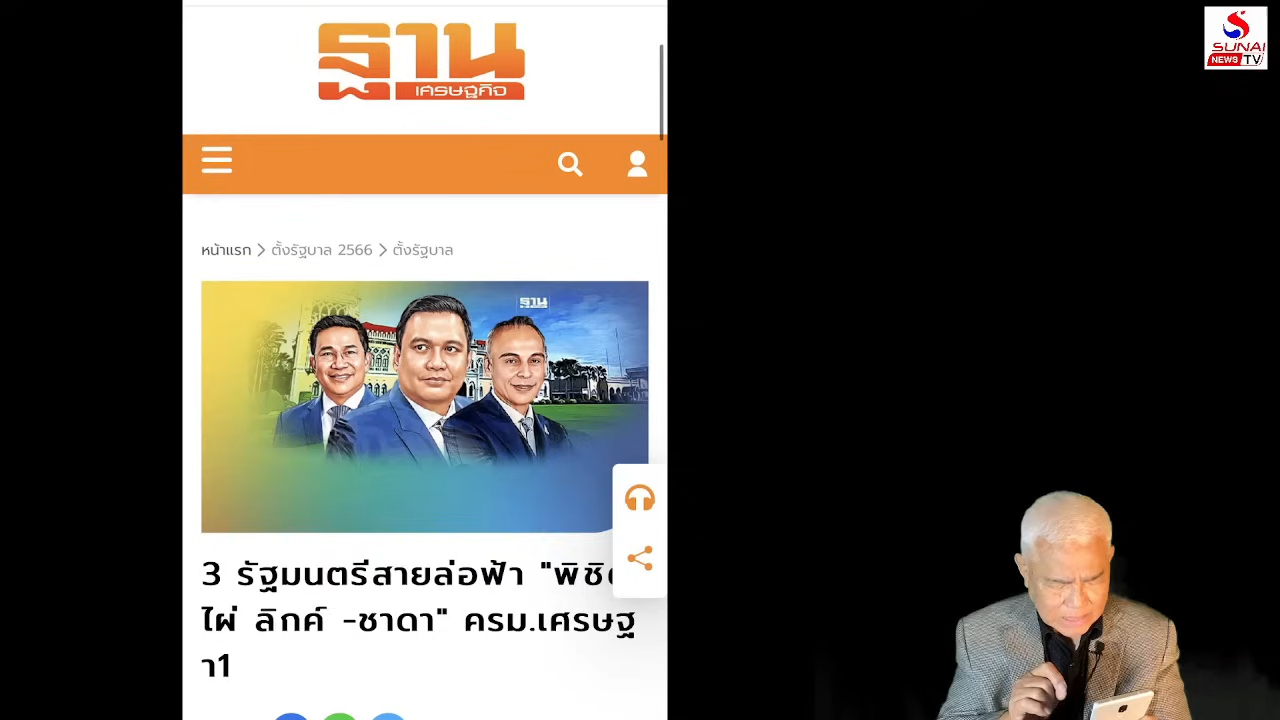 SUNAI
NEWS TV
ฐาน
เศรษฐกิจ
หน้าแรก > ตั้งรัฐบาล 2566 > ตั้งรัฐบาล
ฐาน
3 รัฐมนตรีสายล่อฟ้า "พิชิต
ไผ่ ลิกค์ -ชาดา" ครม.เศรษฐ
า1